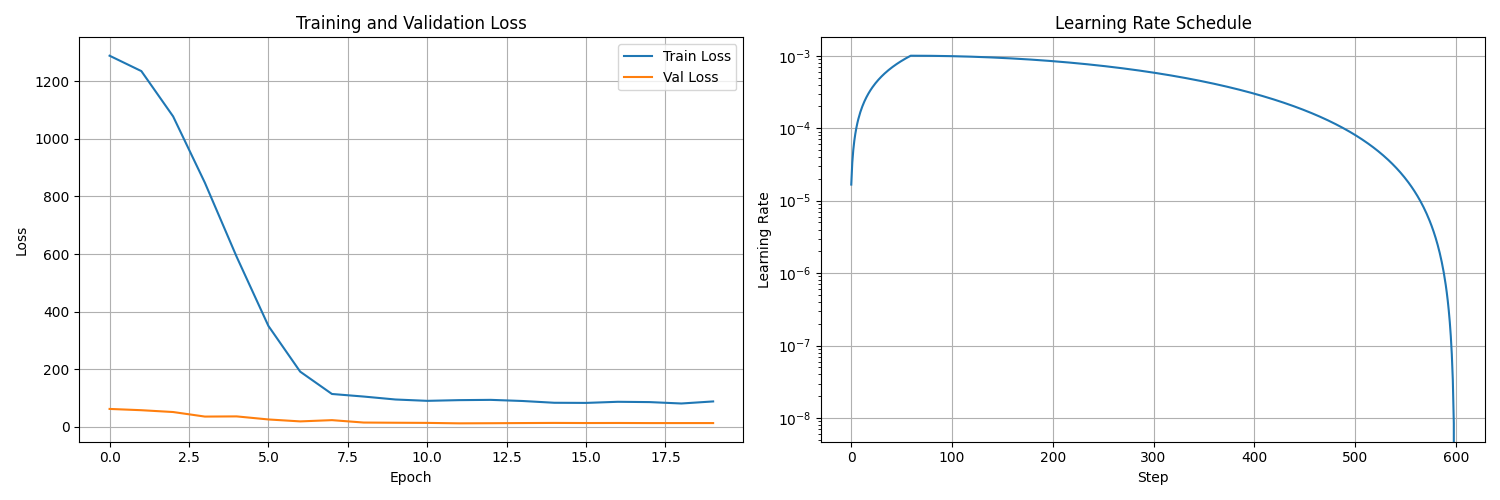 Training and Validation Loss
Train Loss
Val Loss
1200
1000
800
600
400
200
0
Loss
0.0 2.5 5.0 7.5 10.0 12.5 15.0 17.5
Epoch
Learning Rate Schedule
10⁻³
10⁻⁴
10⁻⁵
10⁻⁶
10⁻⁷
10⁻⁸
Learning Rate
0 100 200 300 400 500 600
Step